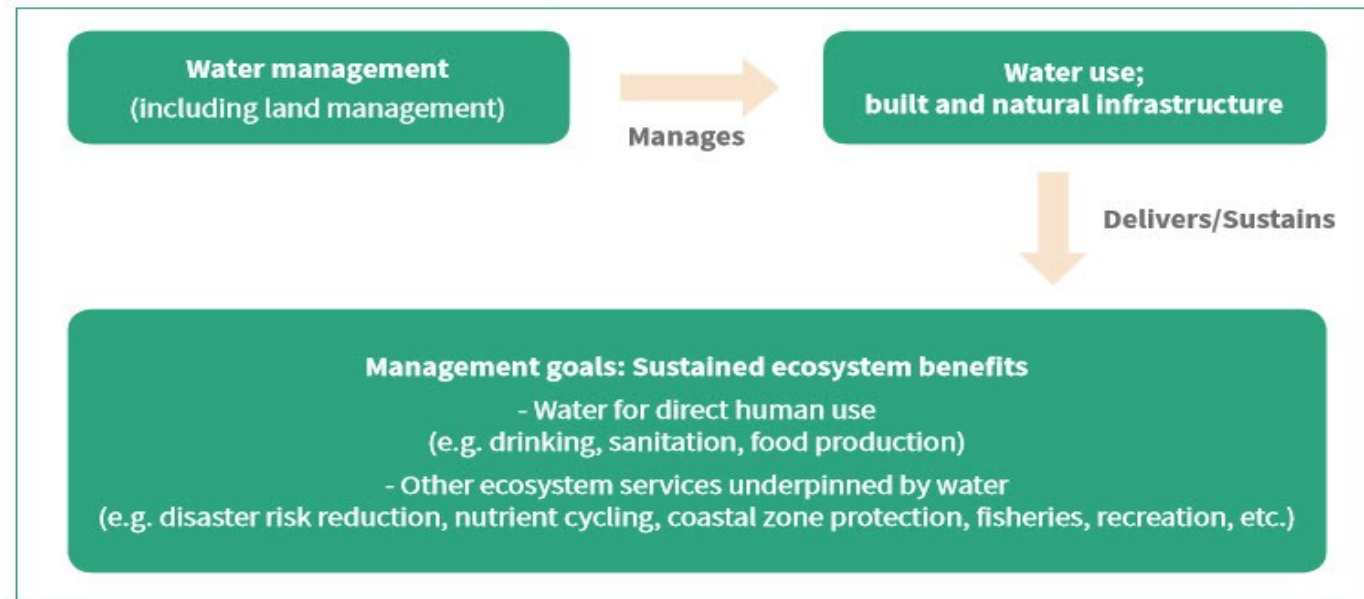 Water management
(including land management)
Manages
Water use;
built and natural infrastructure
Delivers/Sustains
Management goals: Sustained ecosystem benefits
- Water for direct human use
(e.g. drinking, sanitation, food production)
- Other ecosystem services underpinned by water
(e.g. disaster risk reduction, nutrient cycling, coastal zone protection, fisheries, recreation, etc.)